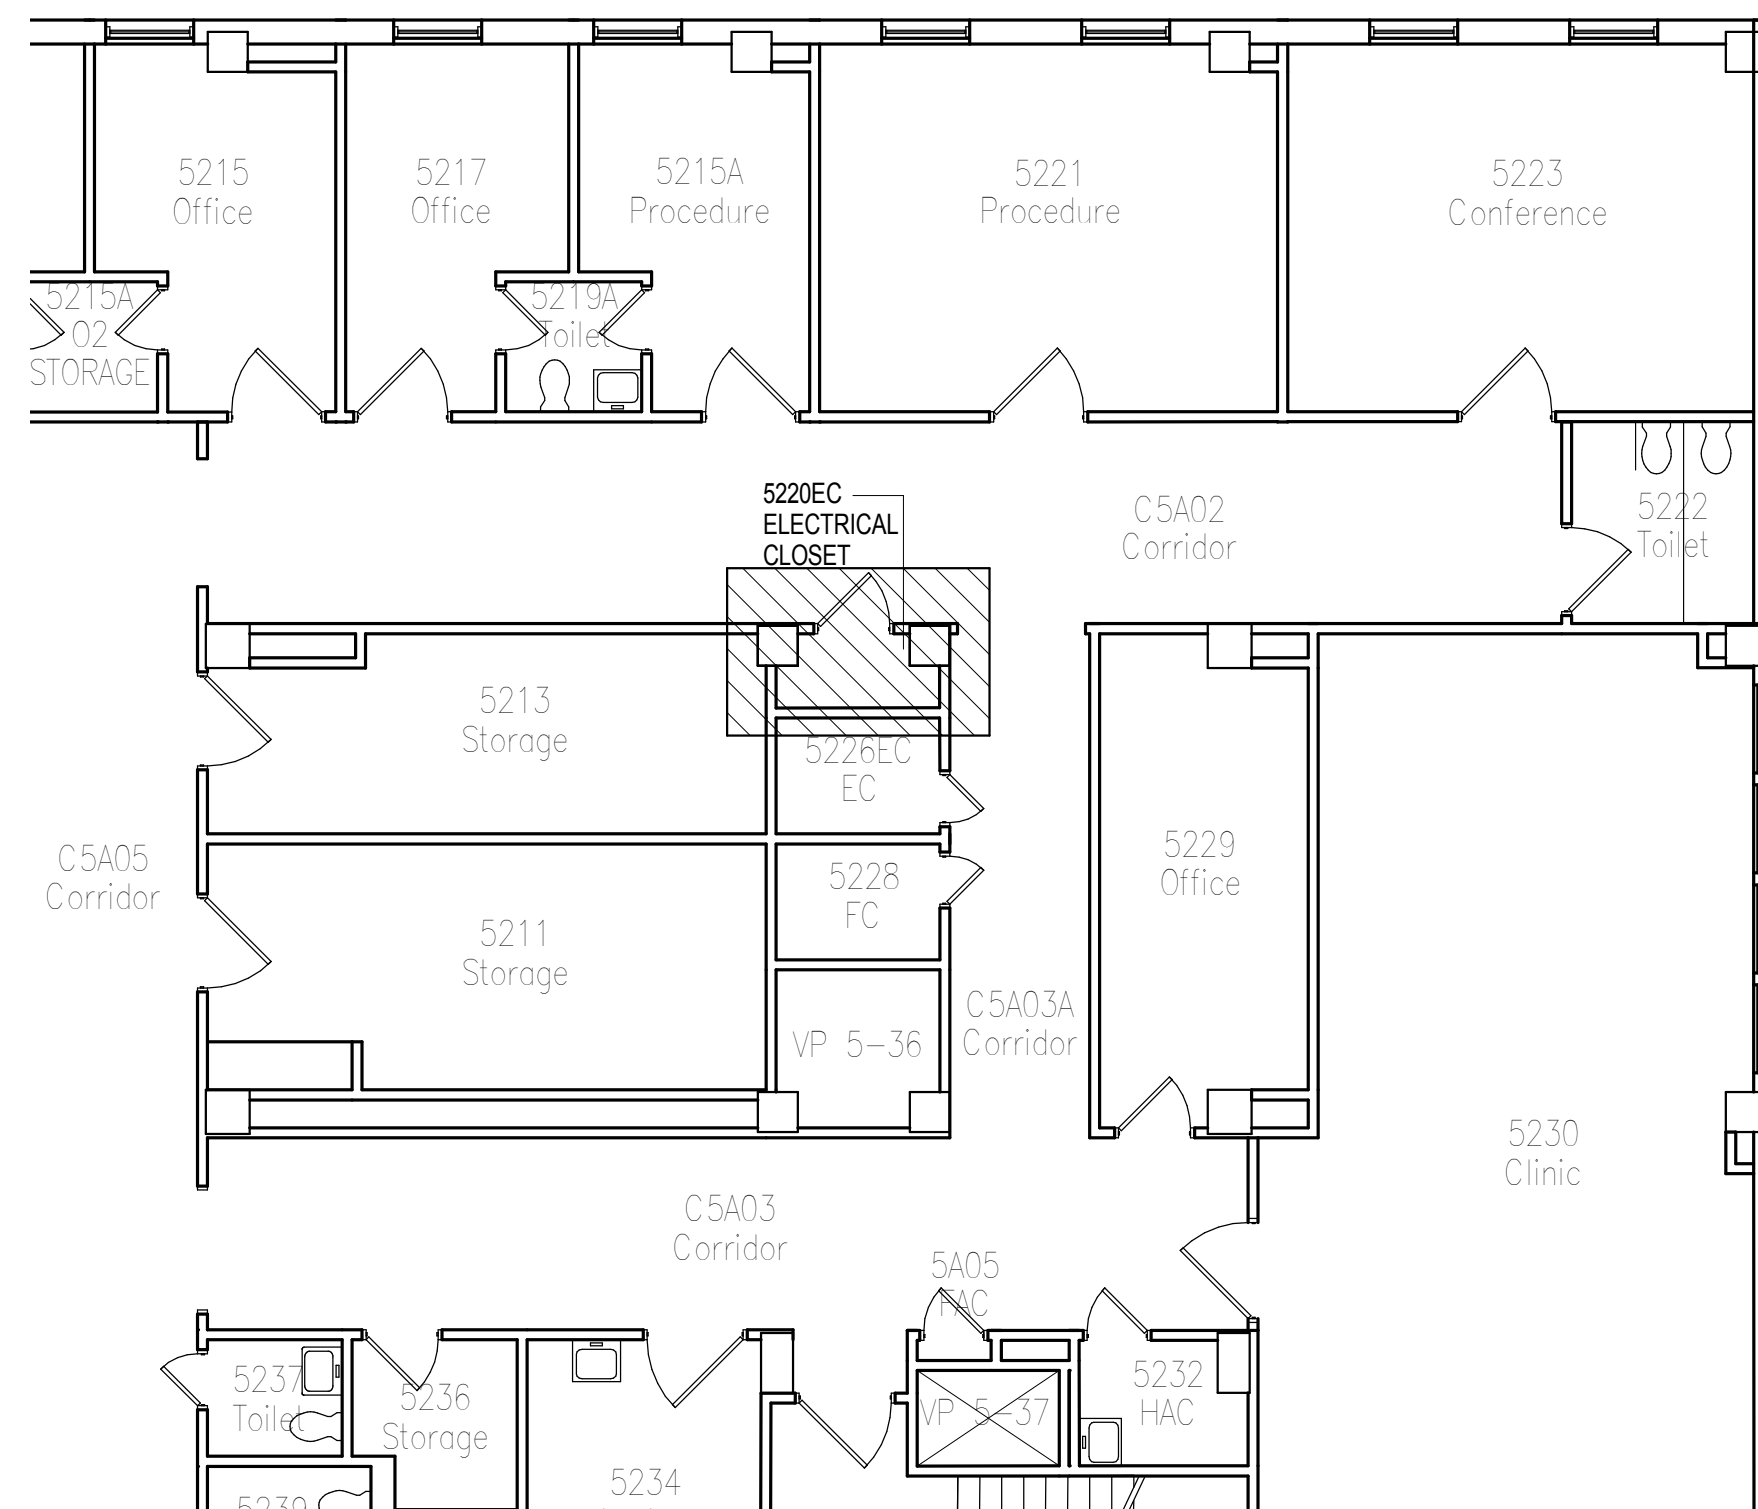 5215
Office
5217
Office
5215A
Procedure
5221
Procedure
5223
Conference
5215A
O2
STORAGE
5219A
Toilet
5220EC
ELECTRICAL
CLOSET
C5A02
Corridor
5222
Toilet
5213
Storage
5226EC
EC
C5A05
Corridor
5228
FC
5229
Office
5211
Storage
C5A03A
Corridor
VP 5-36
5230
Clinic
C5A03
Corridor
5A05
FAC
5237
Toilet
5236
Storage
VP 5-37
5232
HAC
5234
5239